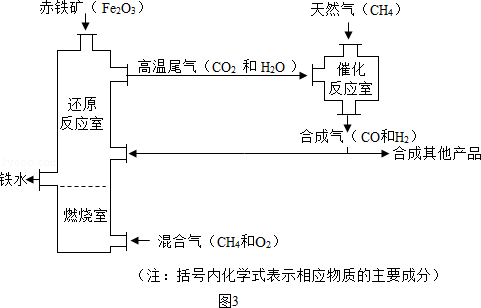 赤铁矿（Fe2O3）
天然气（CH4）
高温尾气（CO2 和 H2O ）
催化
反应室
还原
反应室
合成气（CO和H2）
合成其他产品
铁水
燃烧室
混合气（CH4和O2）
（注：括号内化学式表示相应物质的主要成分）
图3